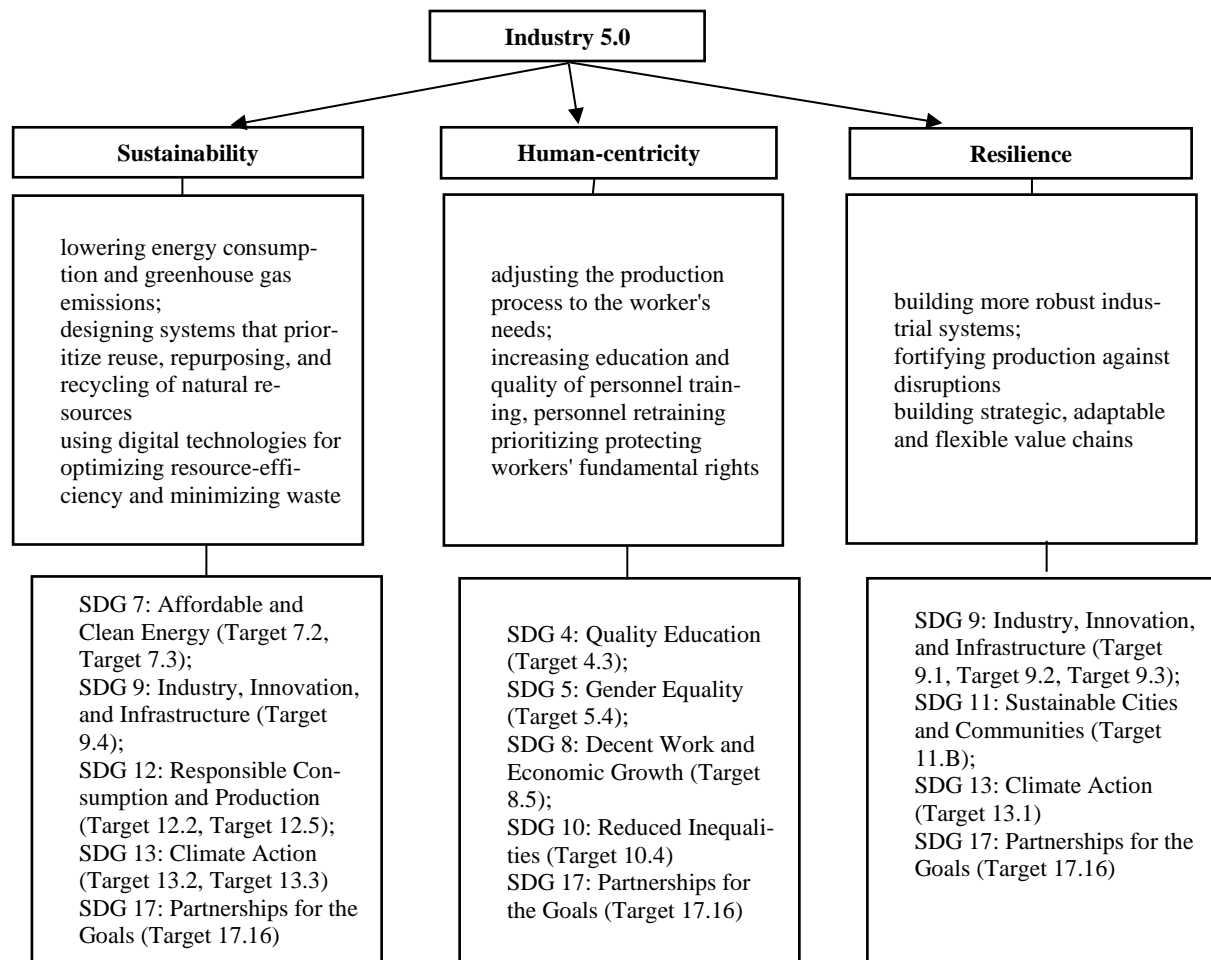 Industry 5.0
Sustainability
Human-centricity
Resilience
lowering energy consump-
tion and greenhouse gas
emissions;
designing systems that prior-
itize reuse, repurposing, and
recycling of natural re-
sources
using digital technologies for
optimizing resource-effi-
ciency and minimizing waste
adjusting the production
process to the worker's
needs;
increasing education and
quality of personnel train-
ing, personnel retraining
prioritizing protecting
workers' fundamental rights
building more robust indus-
trial systems;
fortifying production against
disruptions
building strategic, adaptable
and flexible value chains
SDG 7: Affordable and
Clean Energy (Target 7.2,
Target 7.3);
SDG 9: Industry, Innovation,
and Infrastructure (Target
9.4);
SDG 12: Responsible Con-
sumption and Production
(Target 12.2, Target 12.5);
SDG 13: Climate Action
(Target 13.2, Target 13.3)
SDG 17: Partnerships for the
Goals (Target 17.16)
SDG 4: Quality Education
(Target 4.3);
SDG 5: Gender Equality
(Target 5.4);
SDG 8: Decent Work and
Economic Growth (Target
8.5);
SDG 10: Reduced Inequali-
ties (Target 10.4)
SDG 17: Partnerships for
the Goals (Target 17.16)
SDG 9: Industry, Innovation,
and Infrastructure (Target
9.1, Target 9.2, Target 9.3);
SDG 11: Sustainable Cities
and Communities (Target
11.B);
SDG 13: Climate Action
(Target 13.1)
SDG 17: Partnerships for the
Goals (Target 17.16)